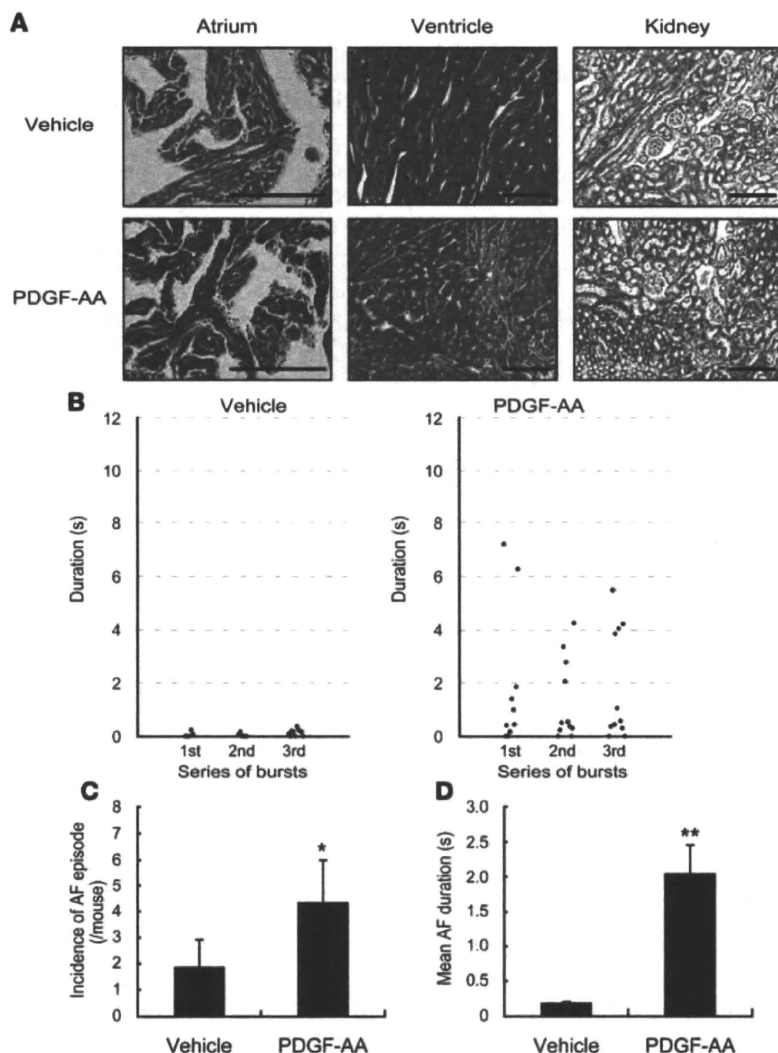 A
Atrium Ventricle Kidney
Vehicle
PDGF-AA
B
Vehicle PDGF-AA
12 12
10 10
8 8
6 6
4 4
2 2
0 0
Duration (s) Duration (s)
1st 2nd 3rd 1st 2nd 3rd
Series of bursts Series of bursts
C
8
7
6
5
4
3
2
1
0
Incidence of AF episode
(/mouse)
*
Vehicle PDGF-AA
D
3.0
2.5
2.0
1.5
1.0
0.5
0
Mean AF duration (s)
**
Vehicle PDGF-AA